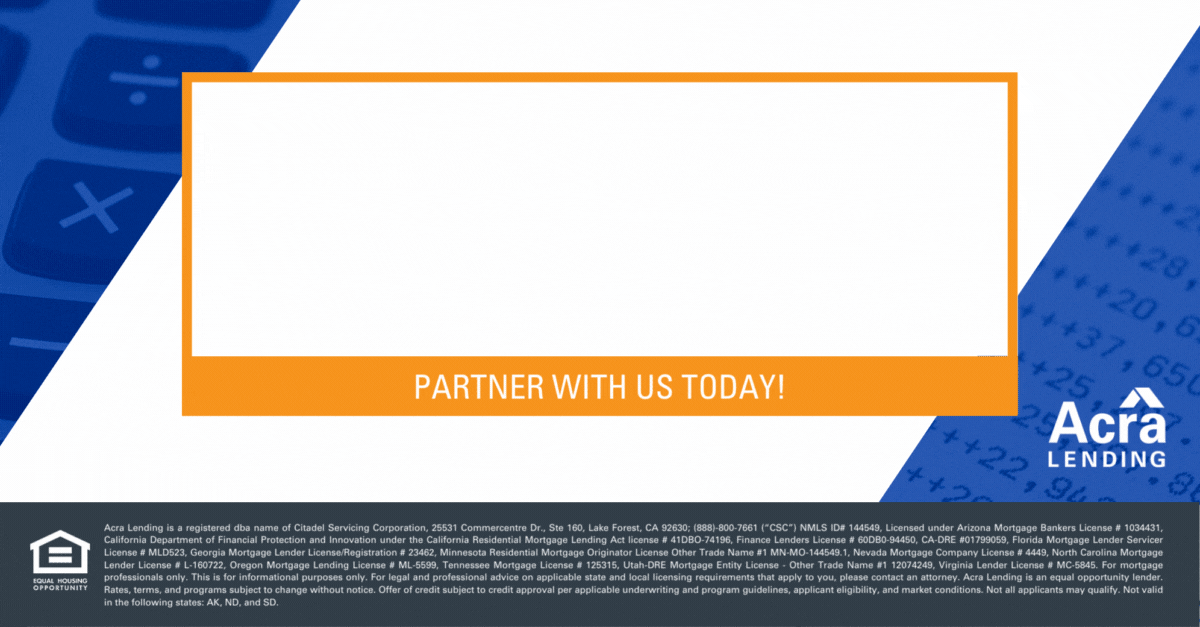 +++28,
+++20,6
+++37,650
PARTNER WITH US TODAY!
Acra
LENDING
+++22,94
Acra Lending is a registered dba name of Citadel Servicing Corporation, 25531 Commercentre Dr., Ste 160, Lake Forest, CA 92630; (888)-800-7661 (“CSC”) NMLS ID# 144549, Licensed under Arizona Mortgage Bankers License # 1034431,
California Department of Financial Protection and Innovation under the California Residential Mortgage Lending Act license # 41DBO-74196, Finance Lenders License # 60DB0-94450, CA-DRE #01799059, Florida Mortgage Lender Servicer
License # MLD523, Georgia Mortgage Lender License/Registration # 23462, Minnesota Residential Mortgage Originator License Other Trade Name #1 MN-MO-144549.1, Nevada Mortgage Company License # 4449, North Carolina Mortgage
Lender License # L-160722, Oregon Mortgage Lending License # ML-5599, Tennessee Mortgage License # 125315, Utah-DRE Mortgage Entity License - Other Trade Name #1 12074249, Virginia Lender License # MC-5845. For mortgage
professionals only. This is for informational purposes only. For legal and professional advice on applicable state and local licensing requirements that apply to you, please contact an attorney. Acra Lending is an equal opportunity lender.
Rates, terms, and programs subject to change without notice. Offer of credit subject to credit approval per applicable underwriting and program guidelines, applicant eligibility, and market conditions. Not all applicants may qualify. Not valid
in the following states: AK, ND, and SD.
EQUAL HOUSING
OPPORTUNITY